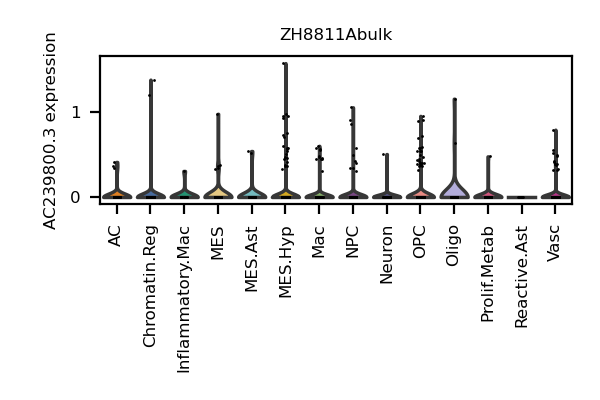 ZH8811Abulk
AC239800.3 expression
1
0
AC
Chromatin.Reg
Inflammatory.Mac
MES
MES.Ast
MES.Hyp
Mac
NPC
Neuron
OPC
Oligo
Prolif.Metab
Reactive.Ast
Vasc